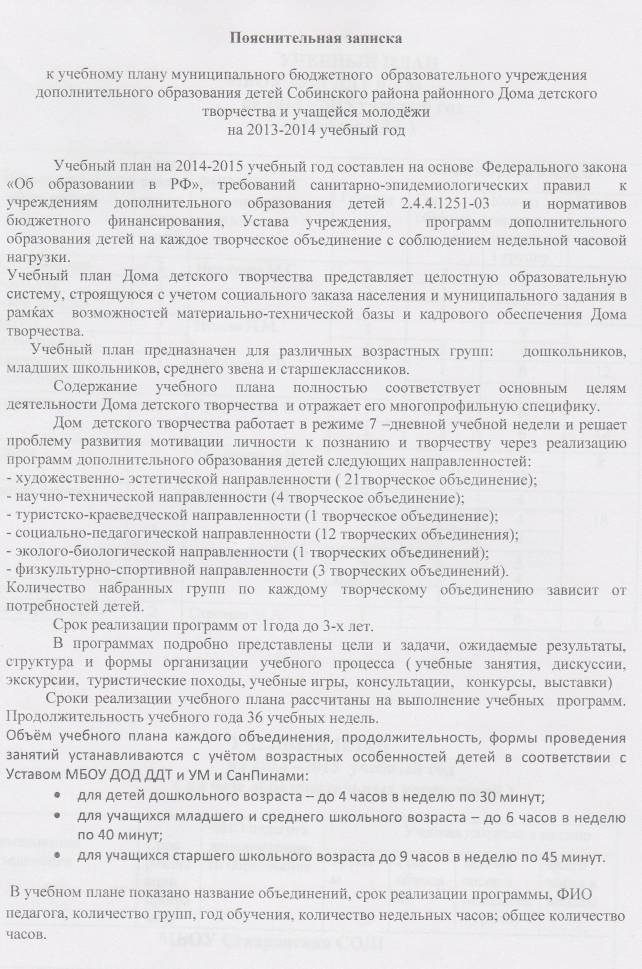 Пояснительная записка
к учебному плану муниципального бюджетного образовательного учреждения
дополнительного образования детей Собинского района районного Дома детского
творчества и учащейся молодёжи
на 2013-2014 учебный год
Учебный план на 2014-2015 учебный год составлен на основе Федерального закона
«Об образовании в РФ», требований санитарно-эпидемиологических правил к
учреждениям дополнительного образования детей 2.4.4.1251-03 и нормативов
бюджетного финансирования, Устава учреждения, программ дополнительного
образования детей на каждое творческое объединение с соблюдением недельной часовой
нагрузки.
Учебный план Дома детского творчества представляет целостную образовательную
систему, строящуюся с учетом социального заказа населения и муниципального задания в
рамках возможностей материально-технической базы и кадрового обеспечения Дома
творчества.
Учебный план предназначен для различных возрастных групп: дошкольников,
младших школьников, среднего звена и старшеклассников.
Содержание учебного плана полностью соответствует основным целям
деятельности Дома детского творчества и отражает его многопрофильную специфику.
Дом детского творчества работает в режиме 7 –дневной учебной недели и решает
проблему развития мотивации личности к познанию и творчеству через реализацию
программ дополнительного образования детей следующих направленностей:
- художественно- эстетической направленности ( 21творческое объединение);
- научно-технической направленности (4 творческое объединение);
- туристско-краеведческой направленности (1 творческое объединение);
- социально-педагогической направленности (12 творческих объединения);
- эколого-биологической направленности (1 творческих объединений);
- физкультурно-спортивной направленности (3 творческих объединений).
Количество набранных групп по каждому творческому объединению зависит от
потребностей детей.
Срок реализации программ от 1года до 3-х лет.
В программах подробно представлены цели и задачи, ожидаемые результаты,
структура и формы организации учебного процесса ( учебные занятия, дискуссии,
экскурсии, туристические походы, учебные игры, консультации, конкурсы, выставки)
Сроки реализации учебного плана рассчитаны на выполнение учебных программ.
Продолжительность учебного года 36 учебных недель.
Объём учебного плана каждого объединения, продолжительность, формы проведения
занятий устанавливаются с учётом возрастных особенностей детей в соответствии с
Уставом МБОУ ДОД ДДТ и УМ и СанПинами:
• для детей дошкольного возраста – до 4 часов в неделю по 30 минут;
• для учащихся младшего и среднего школьного возраста – до 6 часов в неделю
по 40 минут;
• для учащихся старшего школьного возраста до 9 часов в неделю по 45 минут.
В учебном плане показано название объединений, срок реализации программы, ФИО
педагога, количество групп, год обучения, количество недельных часов; общее количество
часов.